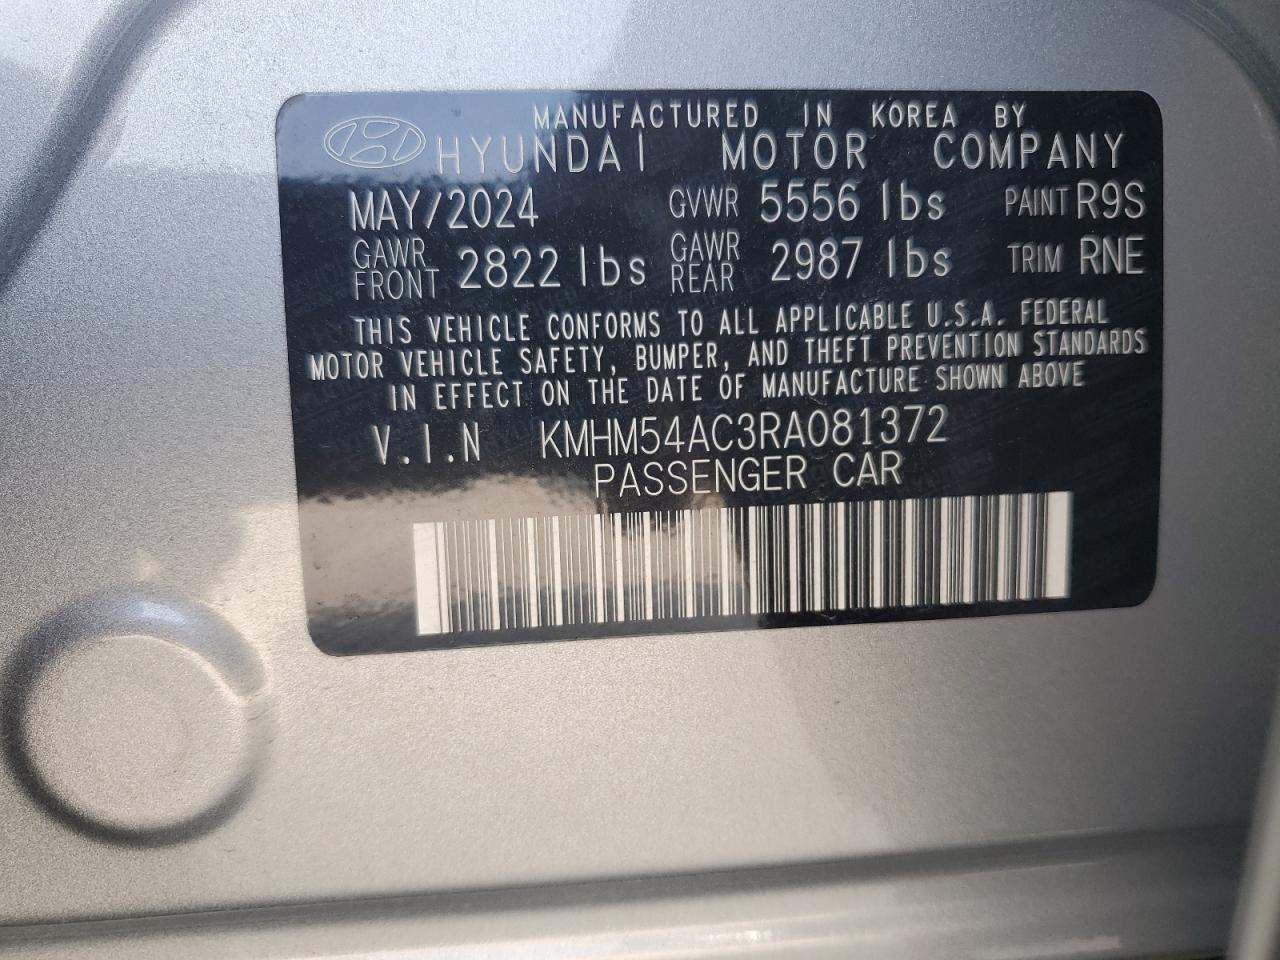 MANUFACTURED IN KOREA BY
HYUNDAI MOTOR COMPANY
MAY/2024 GVWR 5556 lbs PAINT R9S
GAWR FRONT 2822 lbs GAWR REAR 2987 lbs TRIM RNE
THIS VEHICLE CONFORMS TO ALL APPLICABLE U.S.A. FEDERAL
MOTOR VEHICLE SAFETY, BUMPER, AND THEFT PREVENTION STANDARDS
IN EFFECT ON THE DATE OF MANUFACTURE SHOWN ABOVE
V.I.N KMHM54AC3RA081372
PASSENGER CAR